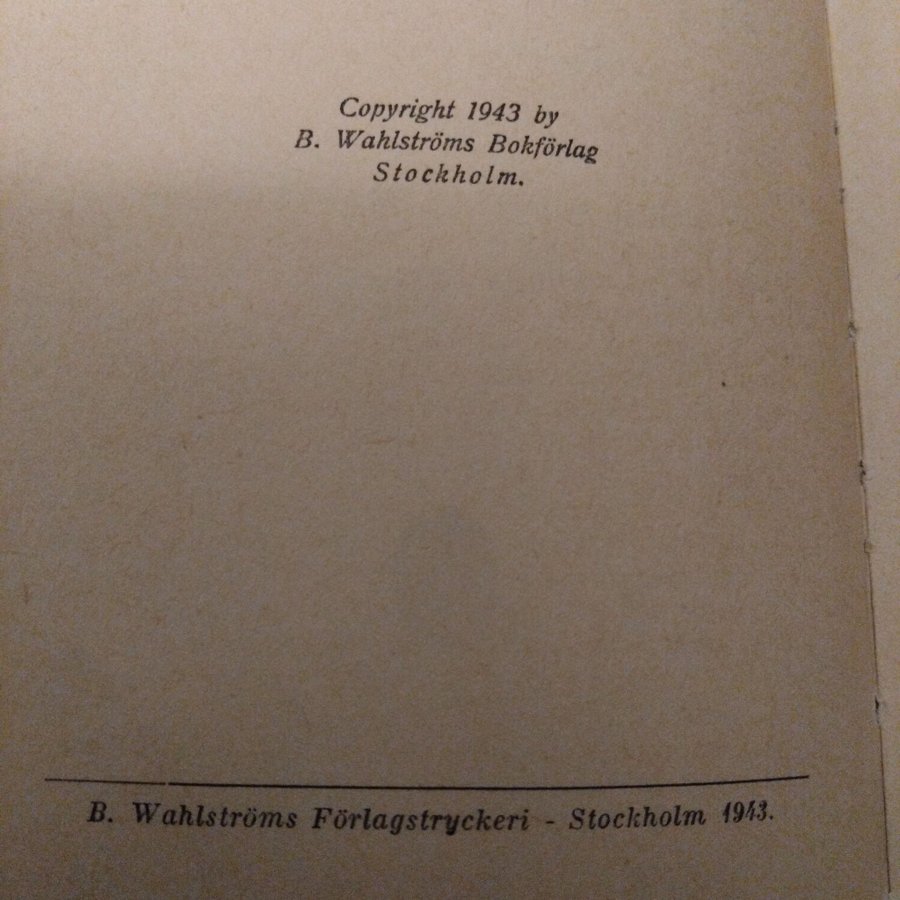 Copyright 1943 by
B. Wahlströms Bokförlag
Stockholm.
B. Wahlströms Förlagstryckeri - Stockholm 1943.